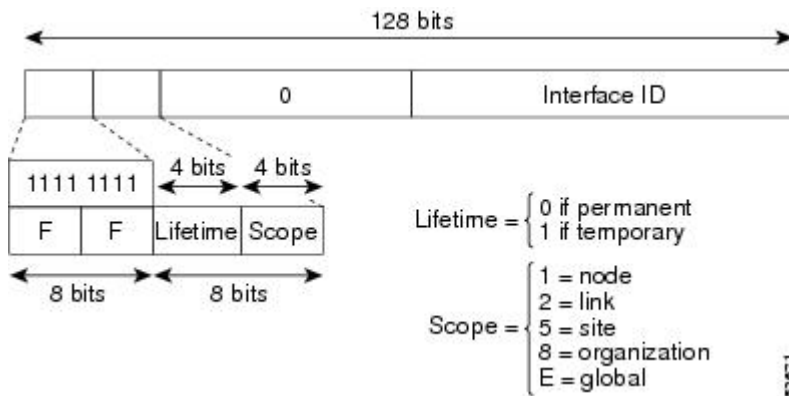 128 bits
0 Interface ID
4 bits 4 bits
1111 1111
F F Lifetime Scope
8 bits 8 bits
Lifetime = 0 if permanent
1 if temporary
Scope = 1 = node
2 = link
5 = site
8 = organization
E = global